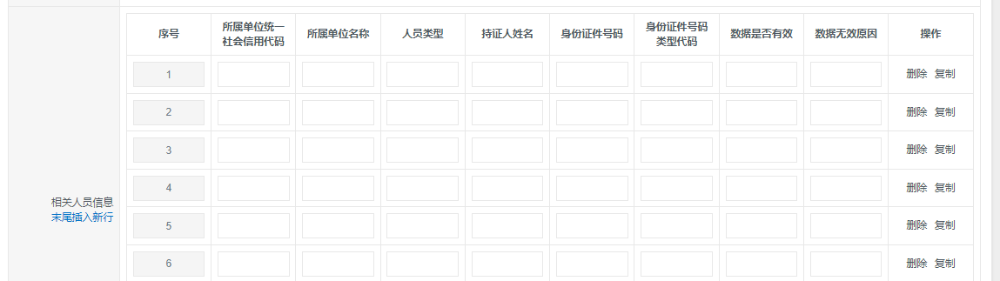 序号
所属单位统一
社会信用代码
所属单位名称
人员类型
持证人姓名
身份证件号码
身份证件号码
类型代码
数据是否有效
数据无效原因
操作
1
删除 复制
2
删除 复制
3
删除 复制
4
删除 复制
相关人员信息
末尾插入新行
5
删除 复制
6
删除 复制